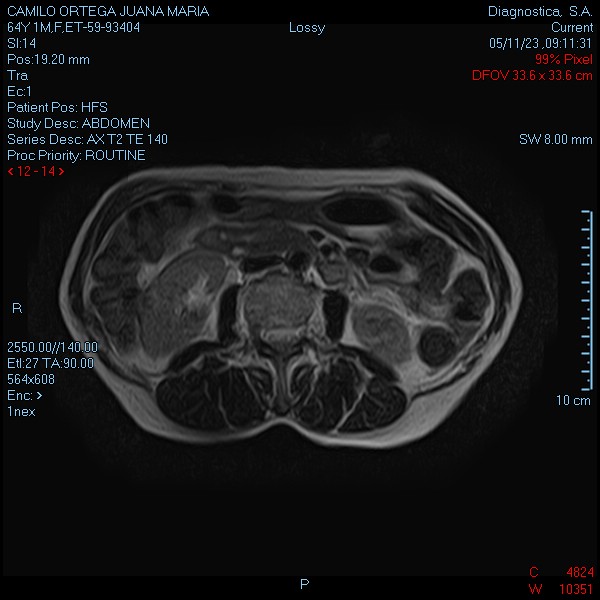 CAMILO ORTEGA JUANA MARIA
64Y 1M,F,ET-59-93404
Sl:14
Pos:19.20 mm
Tra
Ec:1
Patient Pos: HFS
Study Desc: ABDOMEN
Series Desc: AX T2 TE 140
Proc Priority: ROUTINE
< 12 - 14 >
Lossy
Diagnostica, S.A.
Current
05/11/23 ,09:11:31
99% Pixel
DFOV 33.6 x 33.6 cm
SW 8.00 mm
R
2550.00//140.00
Etl:27 TA:90.00
564x608
Enc: >
1nex
10 cm
P
C 4824
W 10351